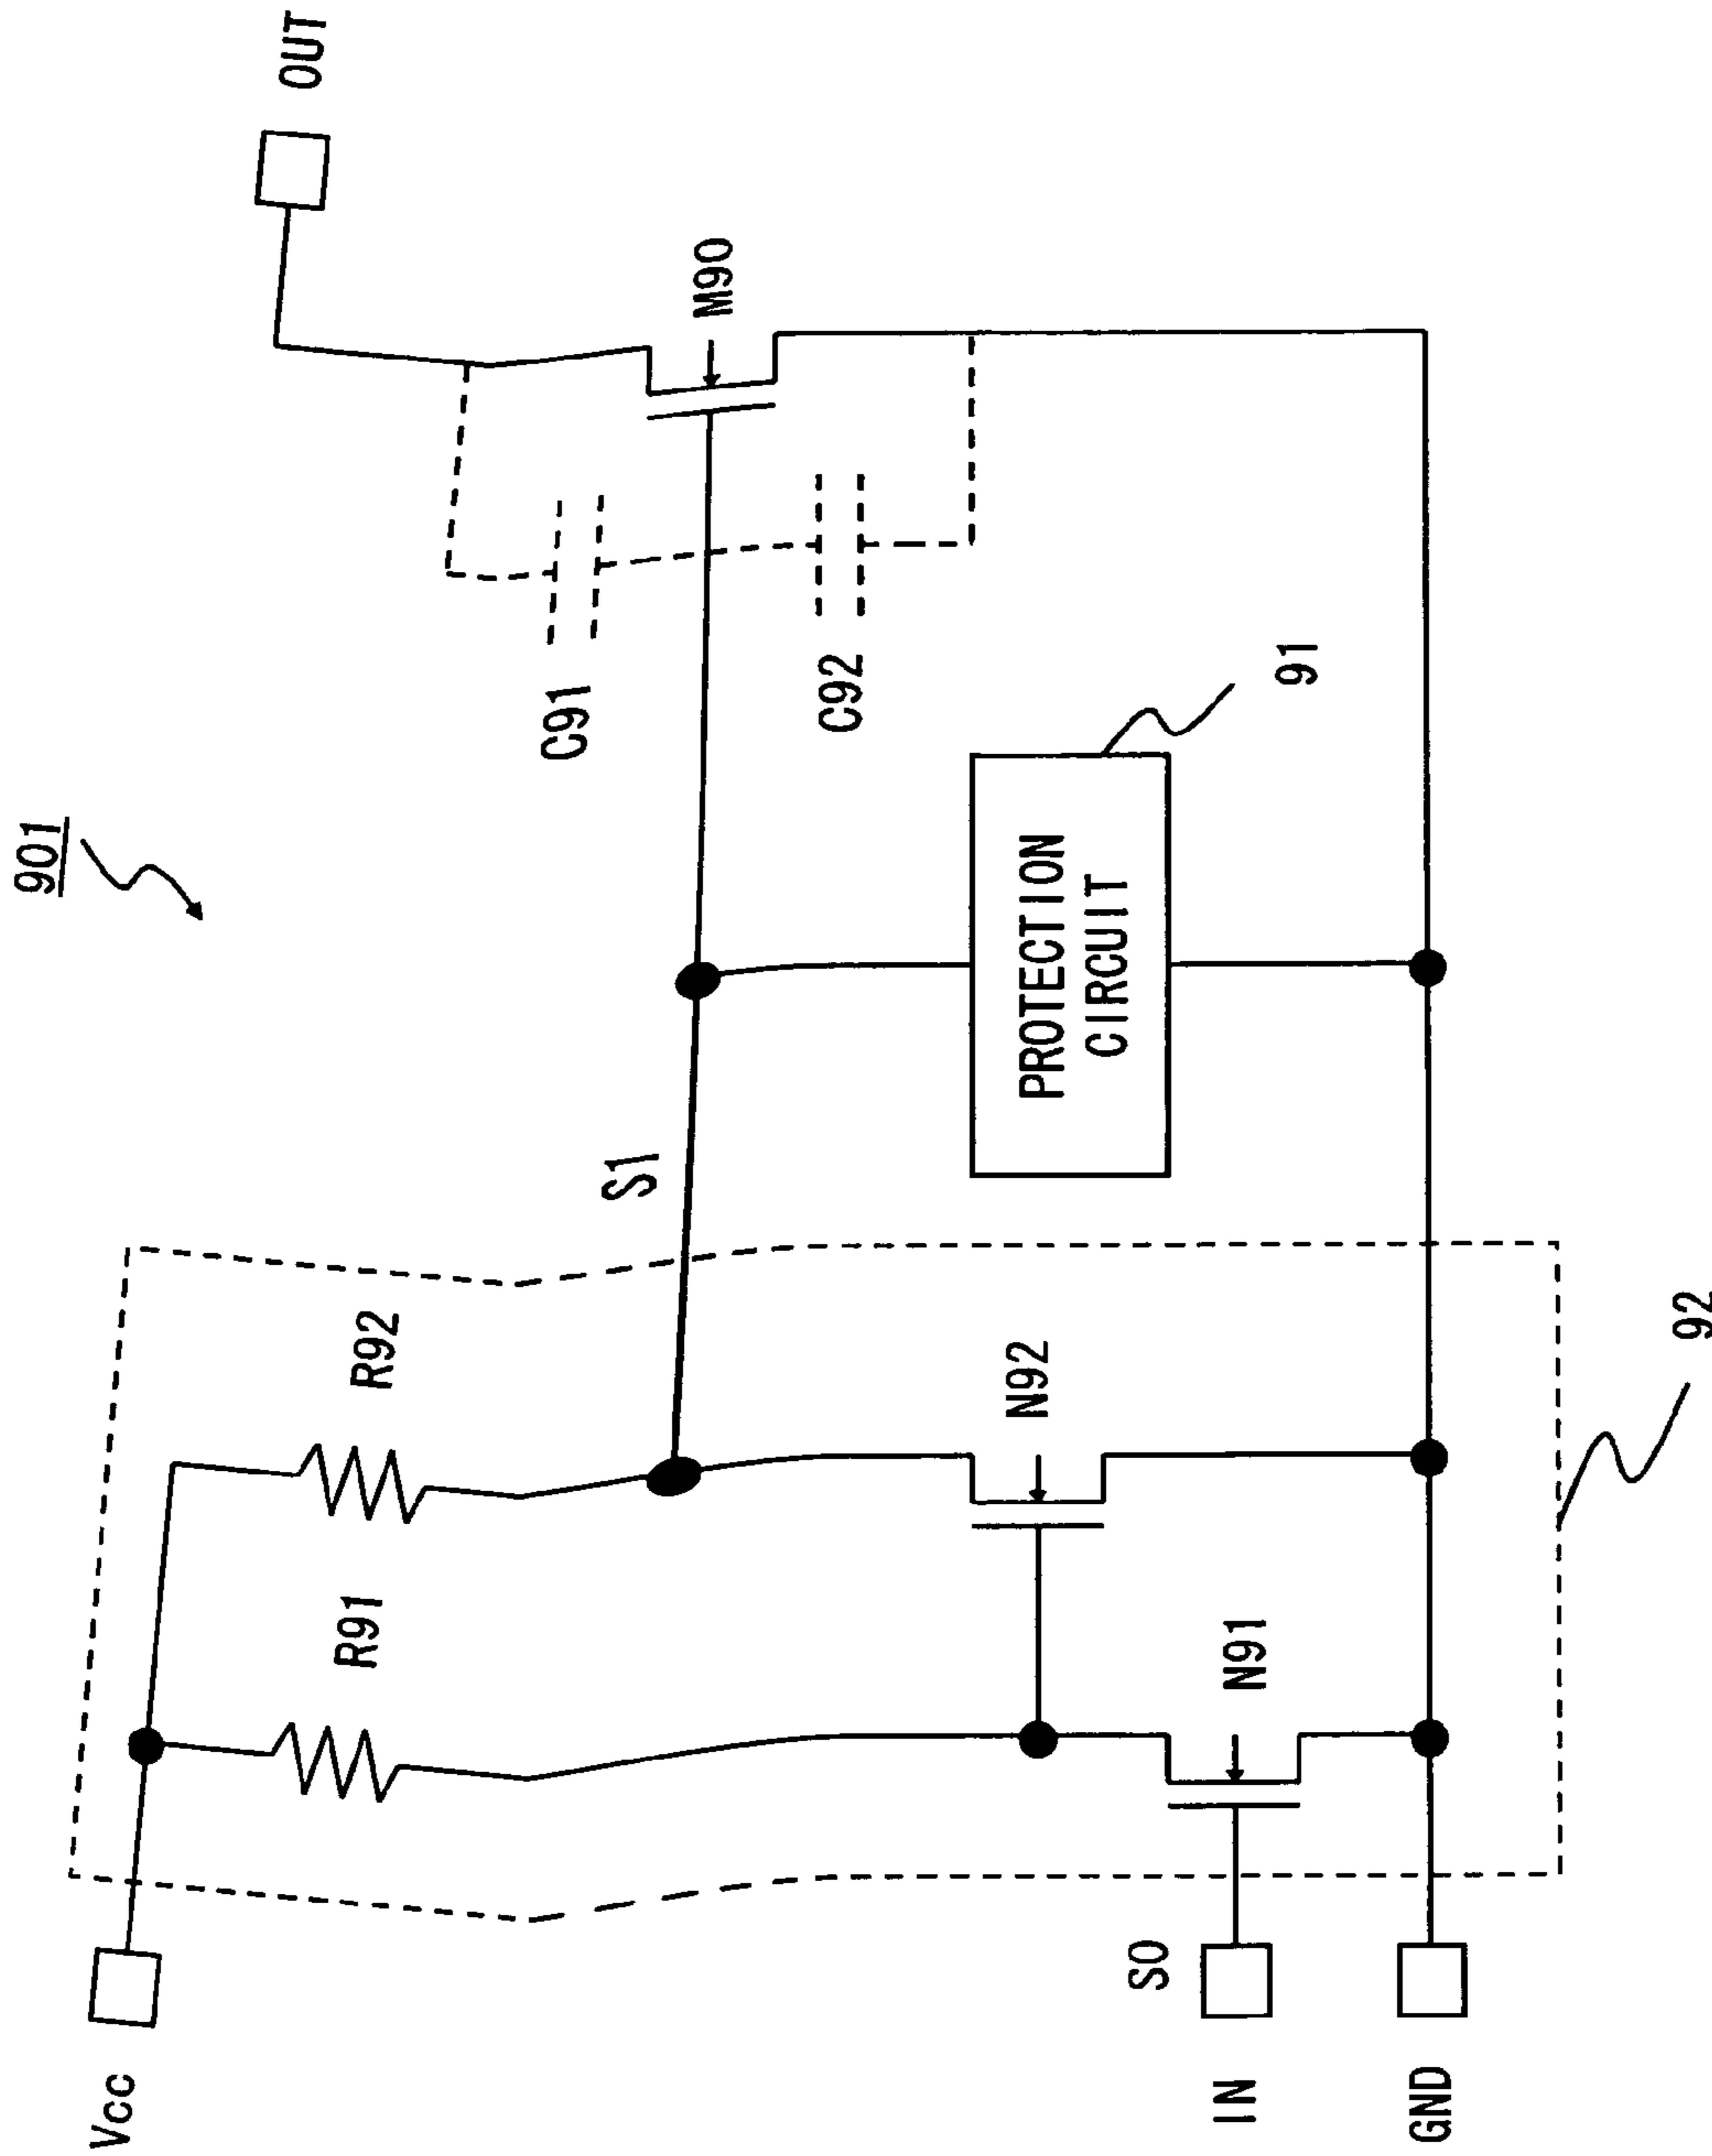 901
Vcc
R91
R92
S1
C91
M90
OUT
C92
N92
PROTECTION
CIRCUIT
91
S0
IN
N91
GND
92